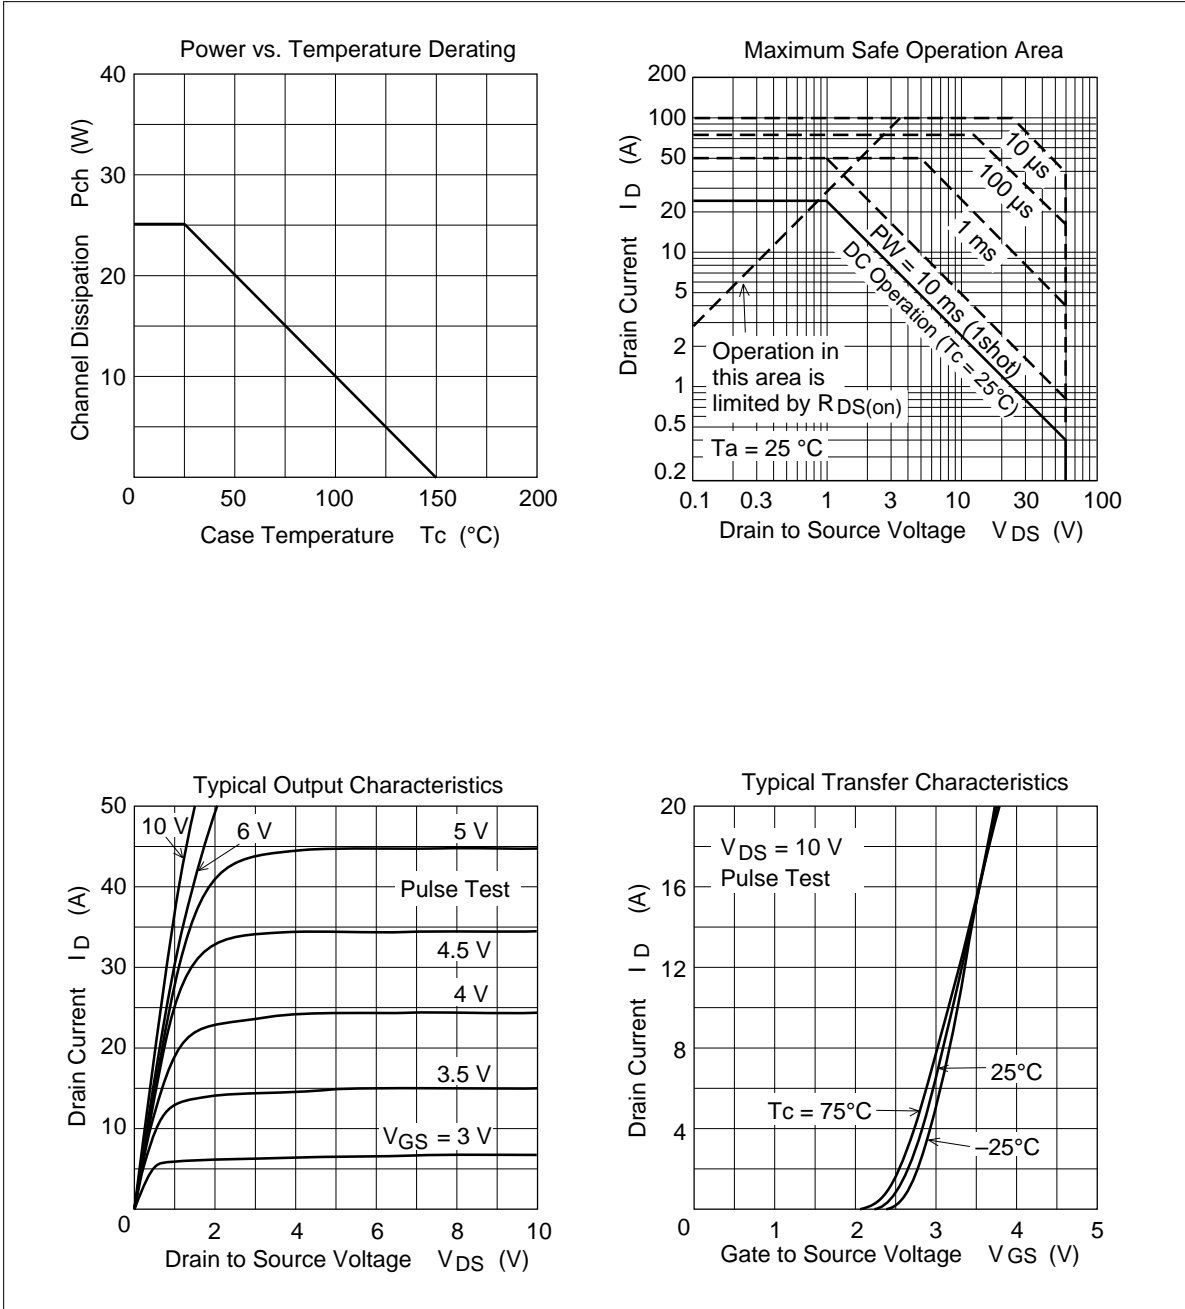 Power vs. Temperature Derating
40
30
20
10
0
50
100
150
200
Channel Dissipation Pch (W)
Case Temperature Tc (°C)
Maximum Safe Operation Area
200
100
50
20
10
5
2
1
0.5
0.2
0.1
0.3
1
3
10
30
100
Drain Current I D (A)
Drain to Source Voltage V DS (V)
10 µs
100 µs
1 ms
PW = 10 ms (1shot)
DC Operation (Tc = 25°C)
Operation in
this area is
limited by R DS(on)
Ta = 25 °C
Typical Output Characteristics
50
40
30
20
10
0
2
4
6
8
10
Drain Current I D (A)
Drain to Source Voltage V DS (V)
10 V
6 V
5 V
Pulse Test
4.5 V
4 V
3.5 V
V GS = 3 V
Typical Transfer Characteristics
20
16
12
8
4
0
1
2
3
4
5
Drain Current I D (A)
Gate to Source Voltage V GS (V)
V DS = 10 V
Pulse Test
25°C
Tc = 75°C
–25°C